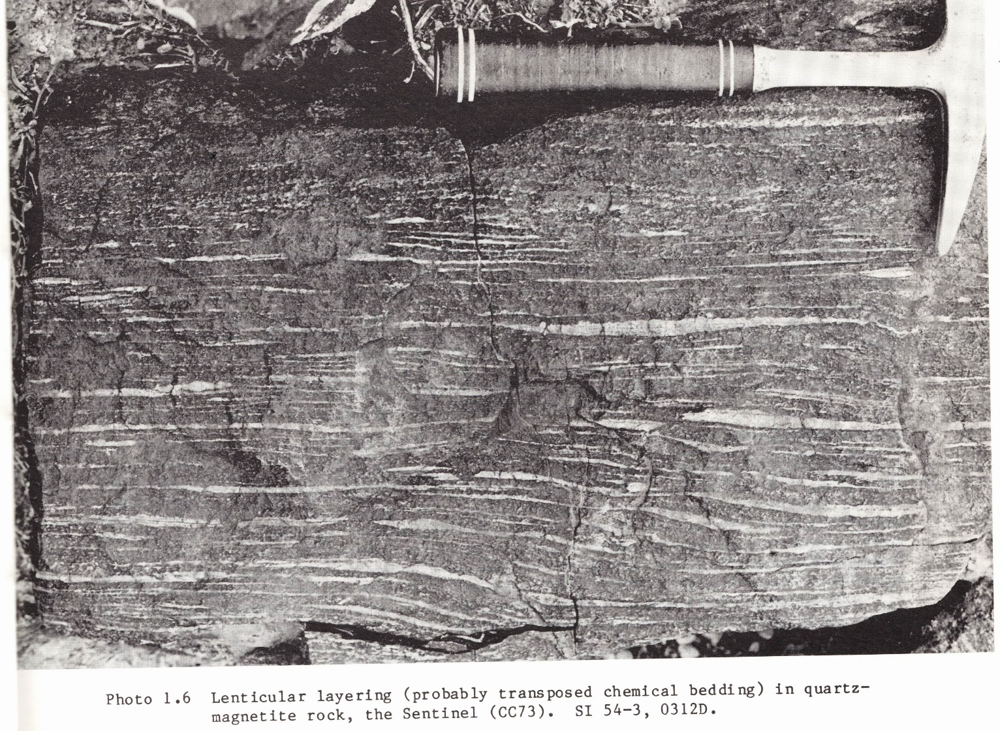 Photo 1.6 Lenticular layering (probably transposed chemical bedding) in quartz-
magnetite rock, the Sentinel (CC73). SI 54-3, 0312D.